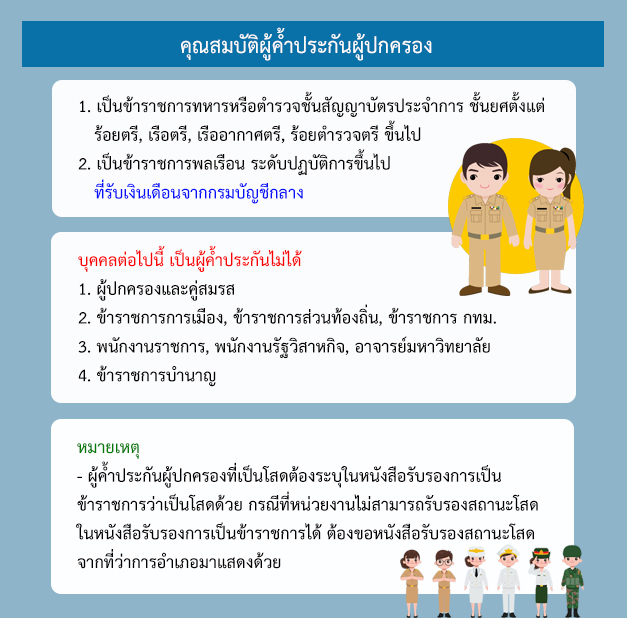 คุณสมบัติผู้ค้ำประกันผู้ปกครอง
1. เป็นข้าราชการทหารหรือตำรวจชั้นสัญญาบัตรประจำการ ชั้นยศตั้งแต่
ร้อยตรี, เรือตรี, เรืออากาศตรี, ร้อยตำรวจตรี ขึ้นไป
2. เป็นข้าราชการพลเรือน ระดับปฏิบัติการขึ้นไป
ที่รับเงินเดือนจากกรมบัญชีกลาง
บุคคลต่อไปนี้ เป็นผู้ค้ำประกันไม่ได้
1. ผู้ปกครองและคู่สมรส
2. ข้าราชการการเมือง, ข้าราชการส่วนท้องถิ่น, ข้าราชการ กทม.
3. พนักงานราชการ, พนักงานรัฐวิสาหกิจ, อาจารย์มหาวิทยาลัย
4. ข้าราชการบำนาญ
หมายเหตุ
- ผู้ค้ำประกันผู้ปกครองที่เป็นโสดต้องระบุในหนังสือรับรองการเป็น
ข้าราชการว่าเป็นโสดด้วย กรณีที่หน่วยงานไม่สามารถรับรองสถานะโสด
ในหนังสือรับรองการเป็นข้าราชการได้ ต้องขอหนังสือรับรองสถานะโสด
จากที่ว่าการอำเภอมาแสดงด้วย